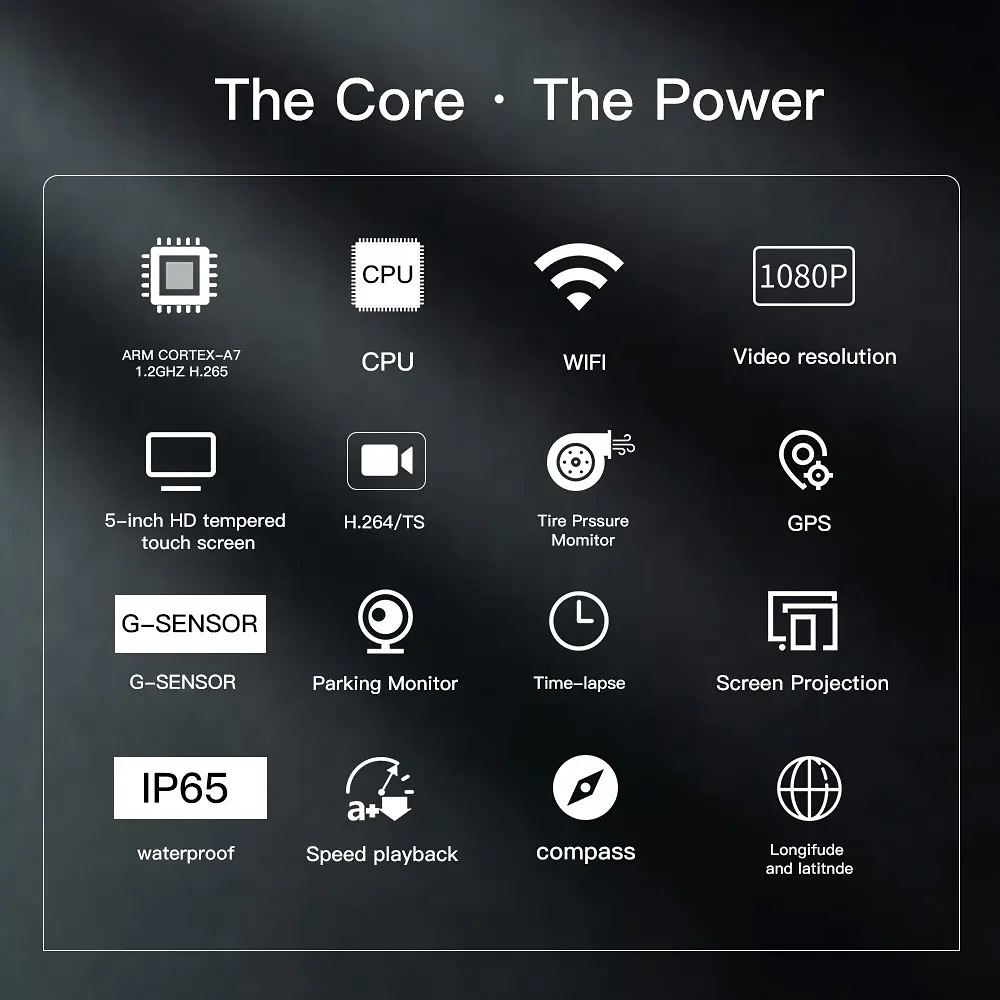 The Core · The Power
CPU
1080P
ARM CORTEX-A7
1.2GHZ H.265
CPU
WIFI
Video resolution
5-inch HD tempered
touch screen
H.264/TS
Tire Prssure
Momitor
GPS
G-SENSOR
G-SENSOR
Parking Monitor
Time-lapse
Screen Projection
IP65
a+
waterproof
Speed playback
compass
Longifude
and latitnde